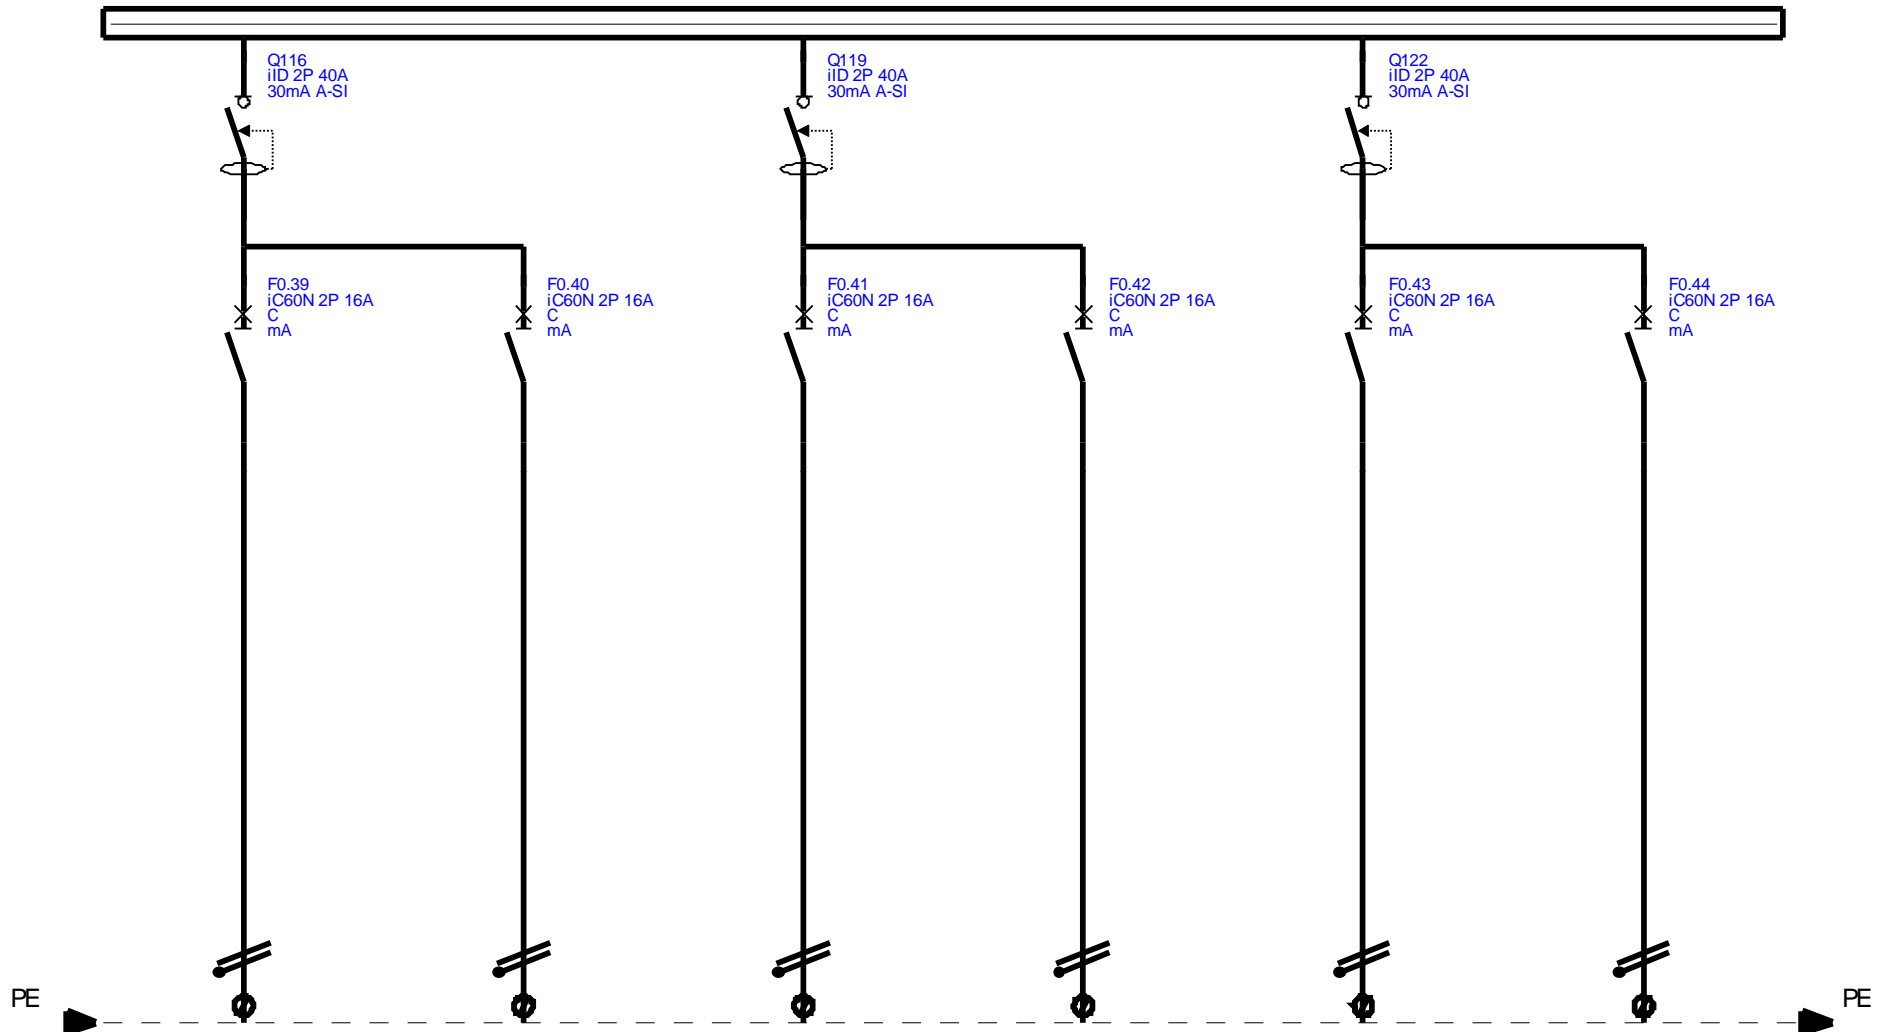 Q116
iID 2P 40A
30mA A-SI
Q119
iID 2P 40A
30mA A-SI
Q122
iID 2P 40A
30mA A-SI
F0.39
iC60N 2P 16A
C
mA
F0.40
iC60N 2P 16A
C
mA
F0.41
iC60N 2P 16A
C
mA
F0.42
iC60N 2P 16A
C
mA
F0.43
iC60N 2P 16A
C
mA
F0.44
iC60N 2P 16A
C
mA
PE
PE